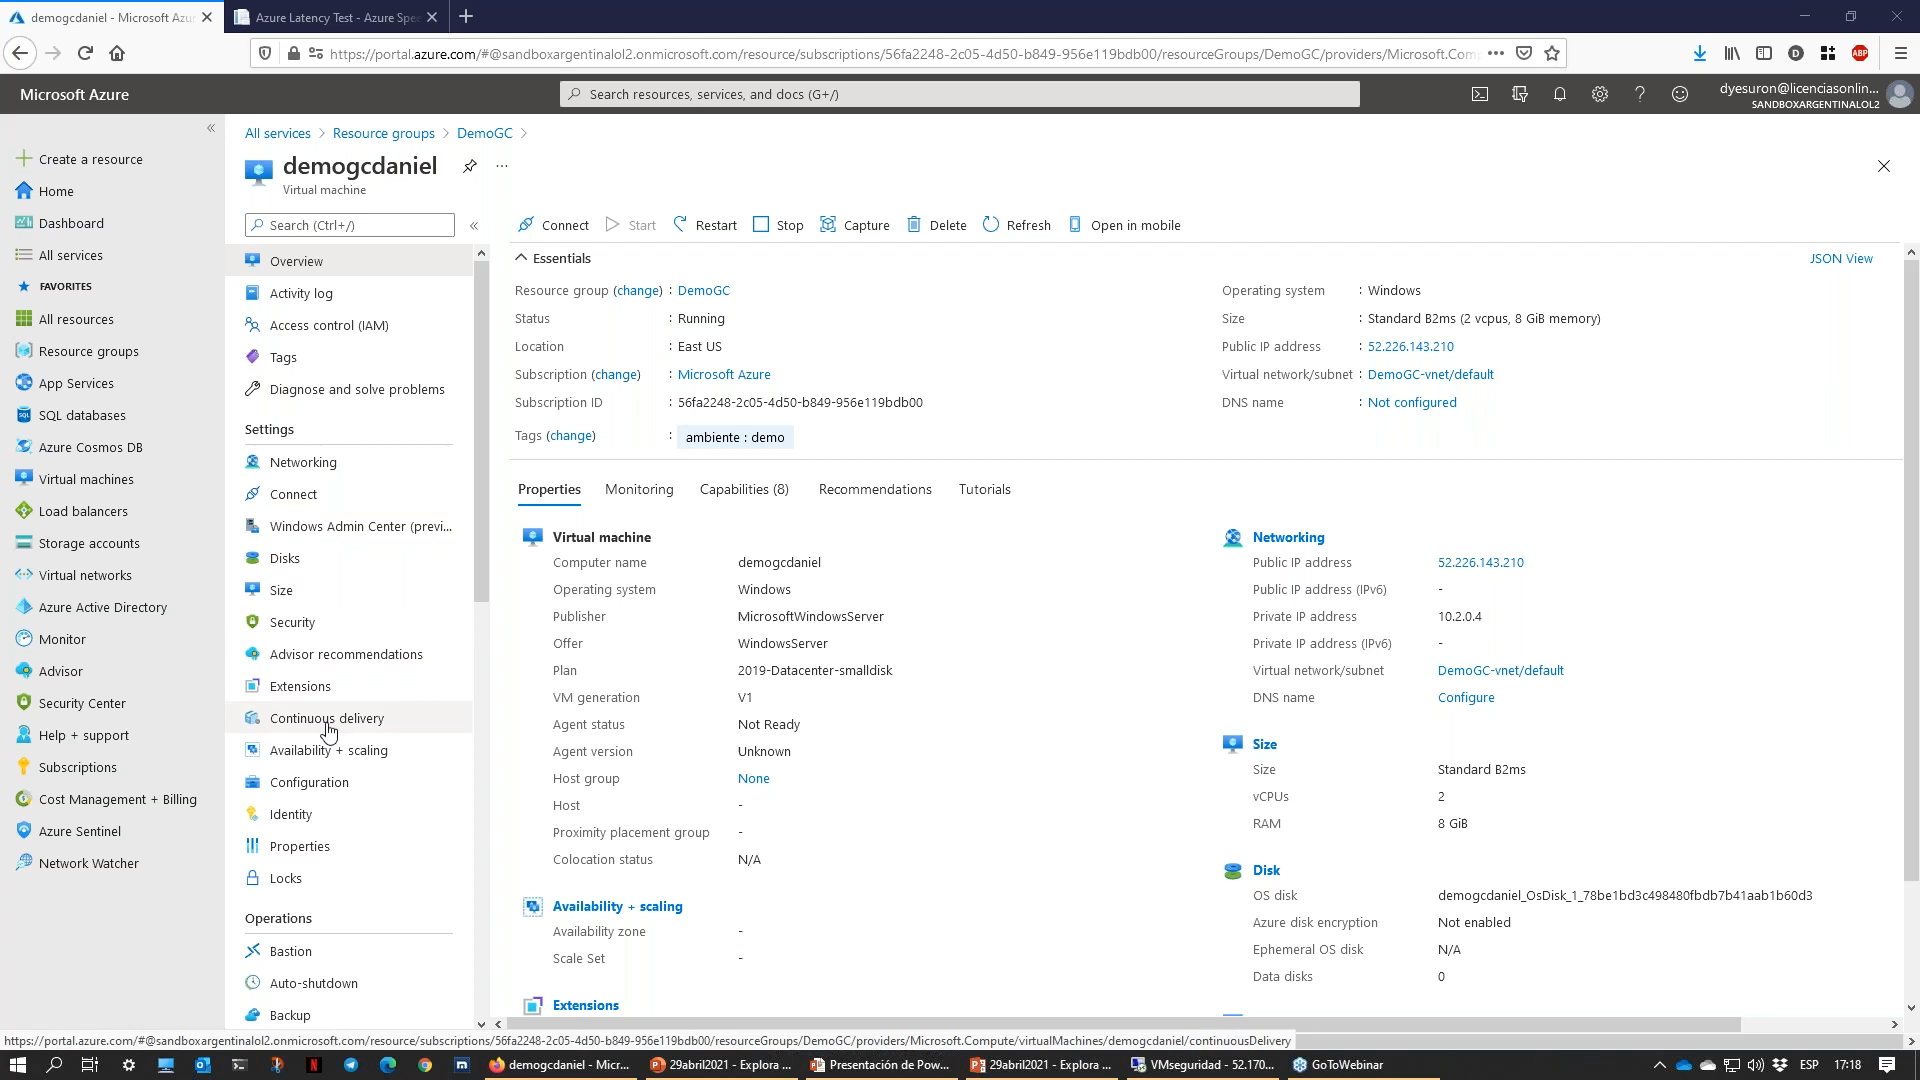 demogcdaniel - Microsoft Azu
Azure Latency Test - Azure Spee
https://portal.azure.com/#@sandboxargentinalol2.onmicrosoft.com/resource/subscriptions/56fa2248-2c05-4d50-b849-956e119bdb00/resourceGroups/DemoGC/providers/Microsoft.Com
ABP
Microsoft Azure
Search resources, services, and docs (G+/)
dyesuron@licenciasonlin...
SANDBOXARGENTINALOL2
Create a resource
Home
Dashboard
All services
FAVORITES
All resources
Resource groups
App Services
SQL databases
Azure Cosmos DB
Virtual machines
Load balancers
Storage accounts
Virtual networks
Azure Active Directory
Monitor
Advisor
Security Center
Help + support
Subscriptions
Cost Management + Billing
Azure Sentinel
Network Watcher
All services > Resource groups > DemoGC >
demogcdaniel
Virtual machine
Search (Ctrl+/)
Overview
Activity log
Access control (IAM)
Tags
Diagnose and solve problems
Settings
Networking
Connect
Windows Admin Center (previ...
Disks
Size
Security
Advisor recommendations
Extensions
Continuous delivery
Availability + scaling
Configuration
Identity
Properties
Locks
Operations
Bastion
Auto-shutdown
Backup
Connect Start Restart Stop Capture Delete Refresh Open in mobile
Essentials
JSON View
Resource group (change) : DemoGC
Status : Running
Location : East US
Subscription (change) : Microsoft Azure
Subscription ID : 56fa2248-2c05-4d50-b849-956e119bdb00
Tags (change) : ambiente : demo
Operating system : Windows
Size : Standard B2ms (2 vcpus, 8 GiB memory)
Public IP address : 52.226.143.210
Virtual network/subnet : DemoGC-vnet/default
DNS name : Not configured
Properties Monitoring Capabilities (8) Recommendations Tutorials
Virtual machine
Computer name demogcdaniel
Operating system Windows
Publisher MicrosoftWindowsServer
Offer WindowsServer
Plan 2019-Datacenter-smalldisk
VM generation V1
Agent status Not Ready
Agent version Unknown
Host group None
Host -
Proximity placement group -
Colocation status N/A
Availability + scaling
Availability zone -
Scale Set -
Extensions
Networking
Public IP address 52.226.143.210
Public IP address (IPv6) -
Private IP address 10.2.0.4
Private IP address (IPv6) -
Virtual network/subnet DemoGC-vnet/default
DNS name Configure
Size
Size Standard B2ms
vCPUs 2
RAM 8 GiB
Disk
OS disk demogcdaniel_OsDisk_1_78be1bd3c498480fbdb7b41aab1b60d3
Azure disk encryption Not enabled
Ephemeral OS disk N/A
Data disks 0
https://portal.azure.com/#@sandboxargentinalol2.onmicrosoft.com/resource/subscriptions/56fa2248-2c05-4d50-b849-956e119bdb00/resourceGroups/DemoGC/providers/Microsoft.Compute/virtualMachines/demogcdaniel/continuousDelivery
demogcdaniel - Micr...
29abril2021 - Explora ...
Presentación de Pow...
29abril2021 - Explora ...
VMseguridad - 52.170...
GoToWebinar
ESP
17:18